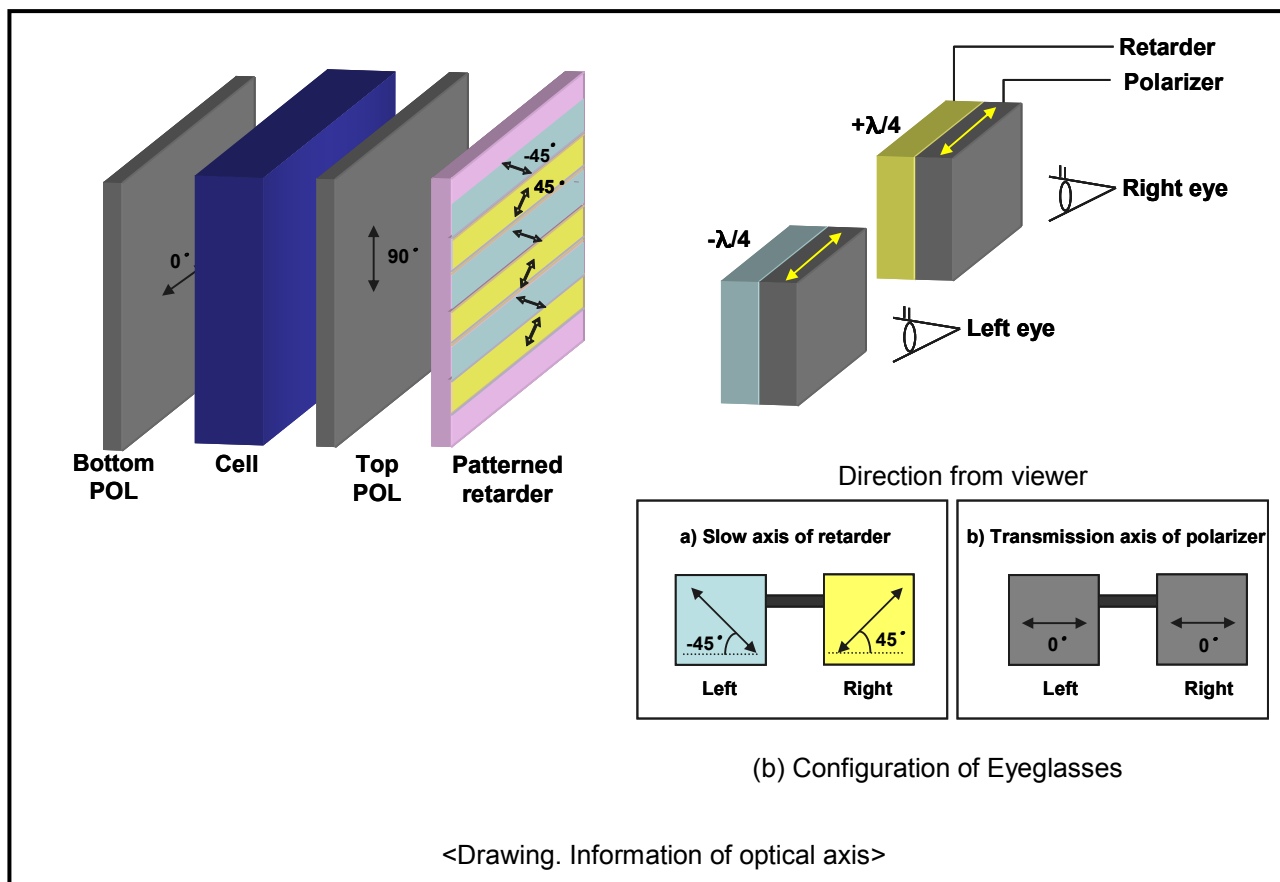 Retarder
Polarizer
+λ/4
-45°
45°
Right eye
90°
0°
-λ/4
Left eye
Bottom
POL
Cell
Top
POL
Patterned
retarder
Direction from viewer
a) Slow axis of retarder
b) Transmission axis of polarizer
-45°
45°
0°
0°
Left
Right
Left
Right
(b) Configuration of Eyeglasses
<Drawing. Information of optical axis>